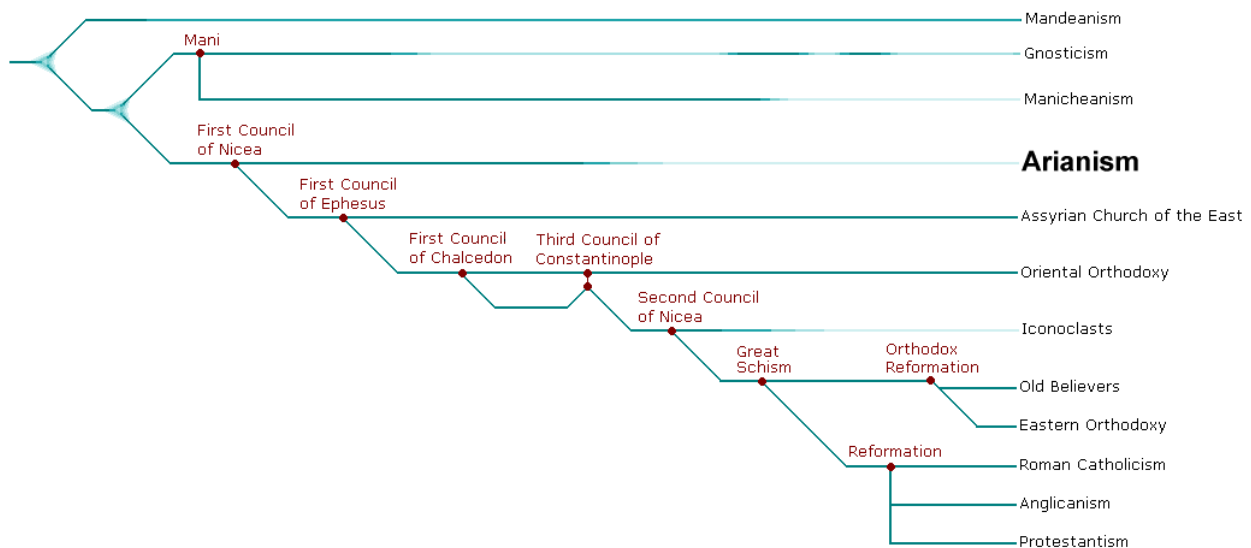 Mandeanism
Mani
Gnosticism
Manicheanism
First Council
of Nicea
Arianism
First Council
of Ephesus
Assyrian Church of the East
First Council
of Chalcedon
Third Council of
Constantinople
Oriental Orthodoxy
Second Council
of Nicea
Iconoclasts
Great
Schism
Orthodox
Reformation
Old Believers
Eastern Orthodoxy
Reformation
Roman Catholicism
Anglicanism
Protestantism